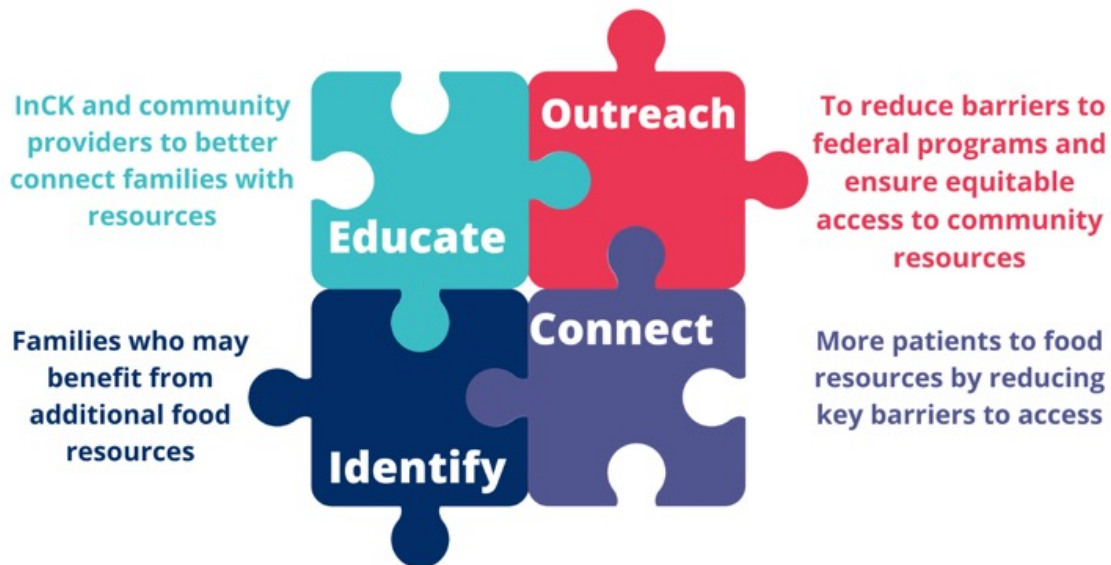 InCK and community
providers to better
connect families with
resources
Educate
Outreach
To reduce barriers to
federal programs and
ensure equitable
access to community
resources
Families who may
benefit from
additional food
resources
Identify
Connect
More patients to food
resources by reducing
key barriers to access